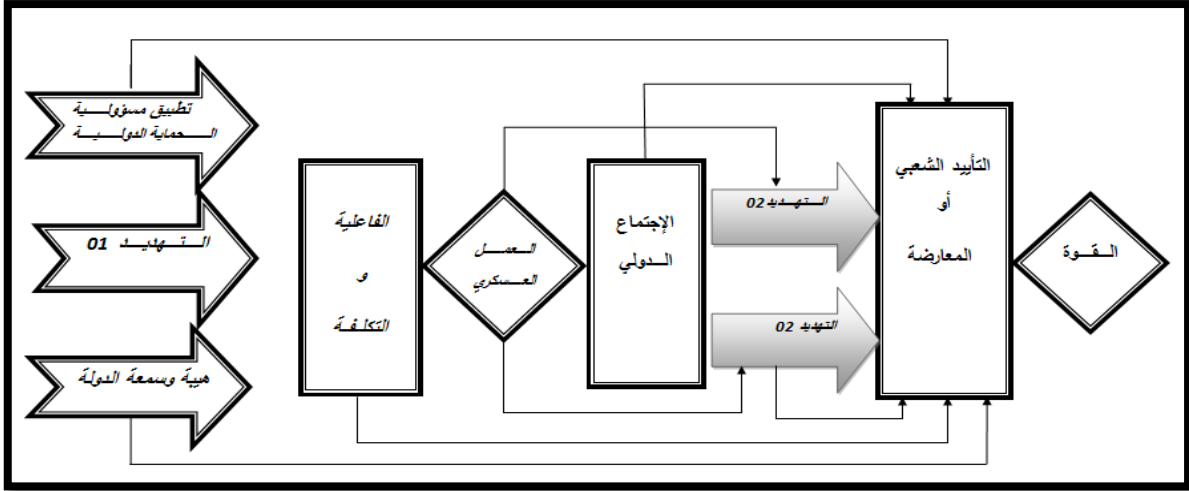 تطبيق مسؤولية
الحماية الدولية
التهديد 01
هيبة وسمعة الدولة
الفاعلية
و
التكلفة
العمل
العسكري
الإجتماع
الدولي
التهديد 02
التهديد 02
التأييد الشعبي
أو
المعارضة
القوة